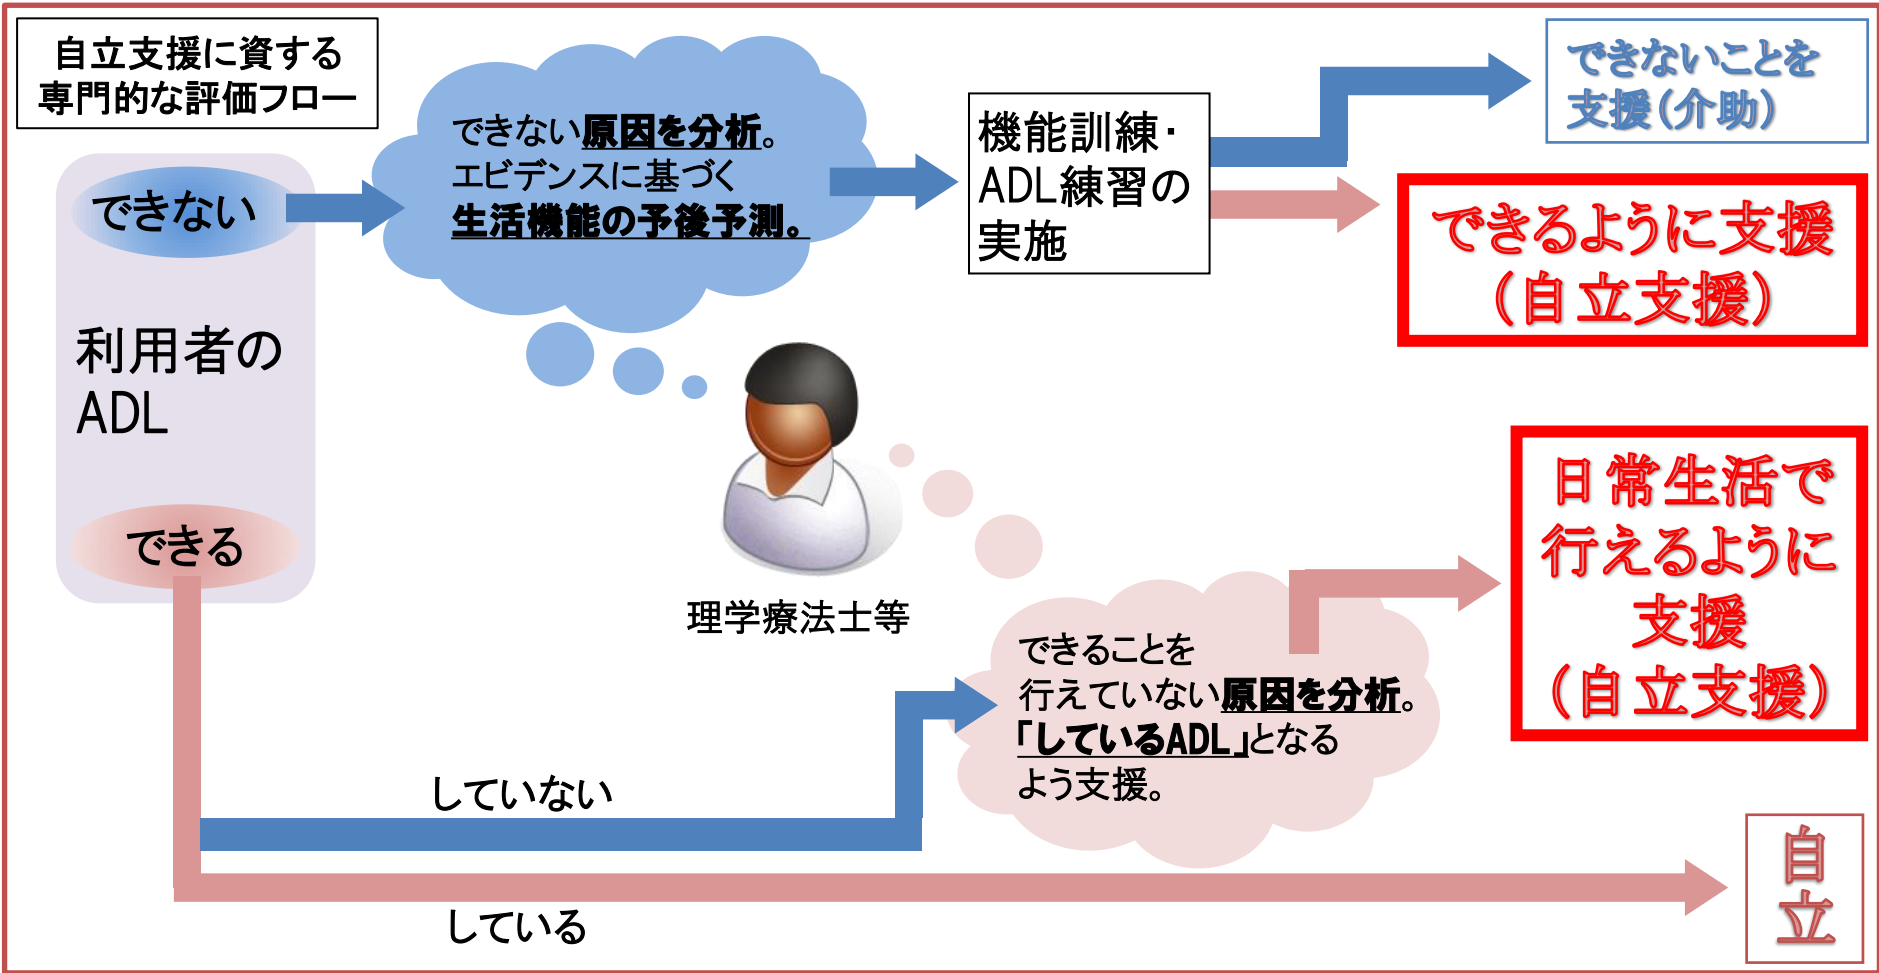 自立支援に資する
専門的な評価フロー
できない
利用者の
ADL
できる
できない原因を分析。
エビデンスに基づく
生活機能の予後予測。
機能訓練・
ADL練習の
実施
できないことを
支援(介助)
できるように支援
(自立支援)
理学療法士等
できることを
行えていない原因を分析。
「しているADL」となる
よう支援。
日常生活で
行えるように
支援
(自立支援)
していない
している
自
立